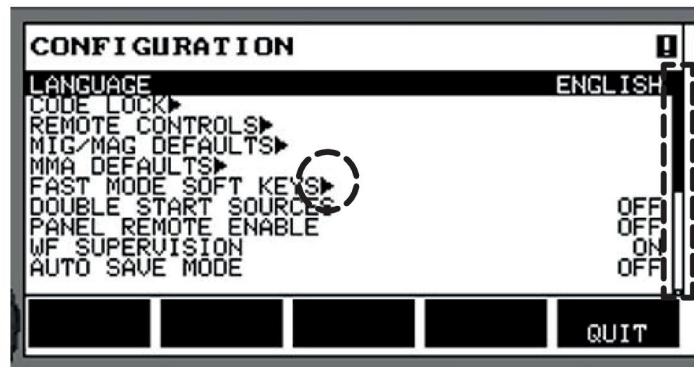 CONFIGURATION !
LANGUAGE ENGLISH
CODE LOCK▶
REMOTE CONTROLS▶
MIG/MAG DEFAULTS▶
MMA DEFAULTS▶
FAST MODE SOFT KEYS▶
DOUBLE START SOURCES OFF
PANEL REMOTE ENABLE OFF
WF SUPERVISION ON
AUTO SAVE MODE OFF
QUIT